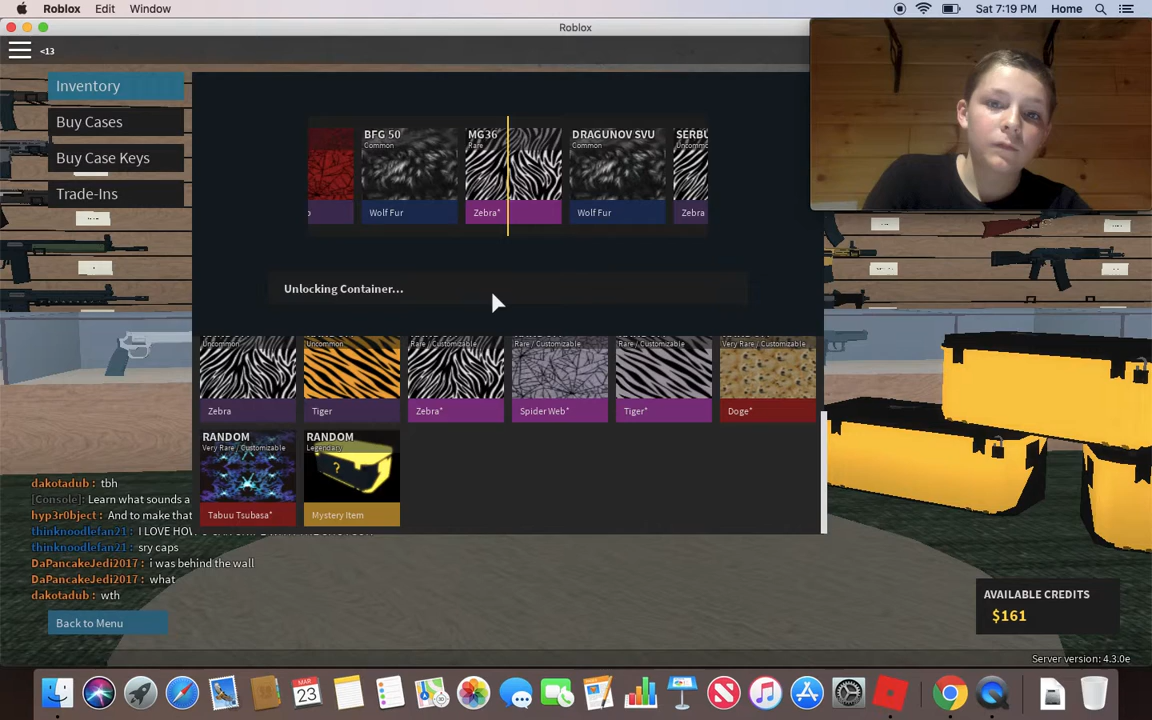 Roblox Edit Window
Sat 7:19 PM Home
Roblox
<13
Inventory
Buy Cases
Buy Case Keys
Trade-Ins
BFG 50
Common
Wolf Fur
MG36
Rare
Zebra*
DRAGUNOV SVU
Common
Wolf Fur
SERBU
Uncommo
Zebra
Unlocking Container...
Uncommon
Zebra
Tiger
Rare / Customizable
Zebra*
Rare / Customizable
Spider Web*
Rare / Customizable
Tiger*
Very Rare / Customizable
Doge*
RANDOM
Very Rare / Customizable
Tabuu Tsubasa*
RANDOM
Legendary
?
Mystery Item
dakotadub : tbh
[Console]: Learn what sounds a
hyp3r0bject : And to make that
thinknoodlefan21 : I LOVE HOW
thinknoodlefan21 : sry caps
DaPancakeJedi2017 : i was behind the wall
DaPancakeJedi2017 : what
dakotadub : wth
Back to Menu
AVAILABLE CREDITS
$161
Server version: 4.3.0e
MAR
23